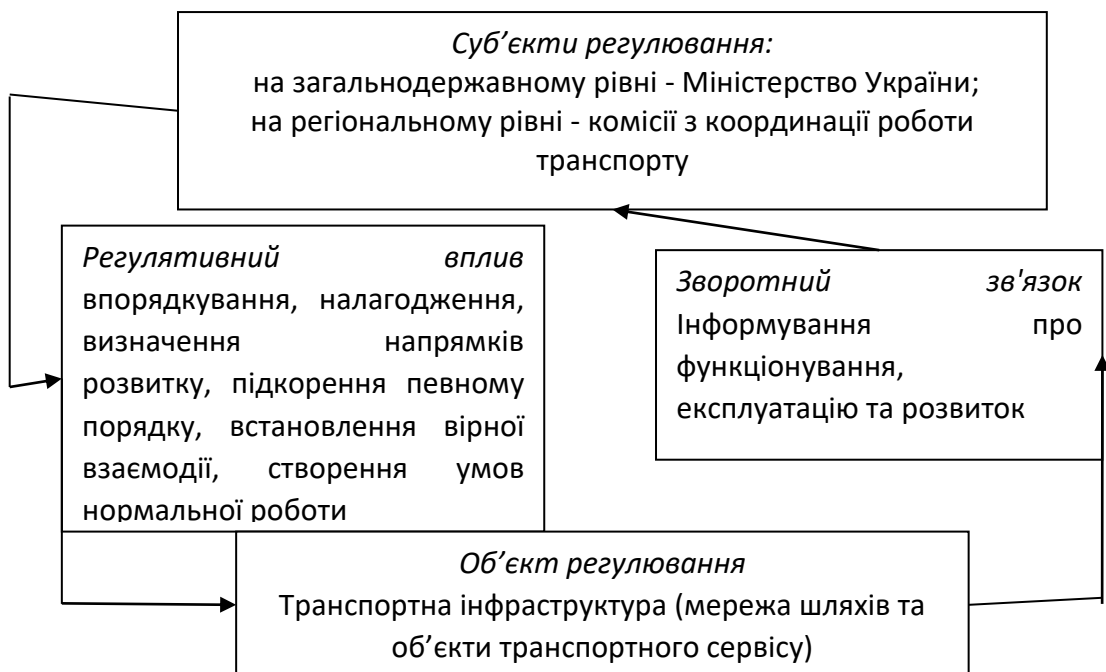 Суб’єкти регулювання:
на загальнодержавному рівні - Міністерство України;
на регіональному рівні - комісії з координації роботи
транспорту
Регулятивний вплив
впорядкування, налагодження,
визначення напрямків
розвитку, підкорення певному
порядку, встановлення вірної
взаємодії, створення умов
нормальної роботи
Зворотний зв'язок
Інформування про
функціонування,
експлуатацію та розвиток
Об’єкт регулювання
Транспортна інфраструктура (мережа шляхів та
об’єкти транспортного сервісу)